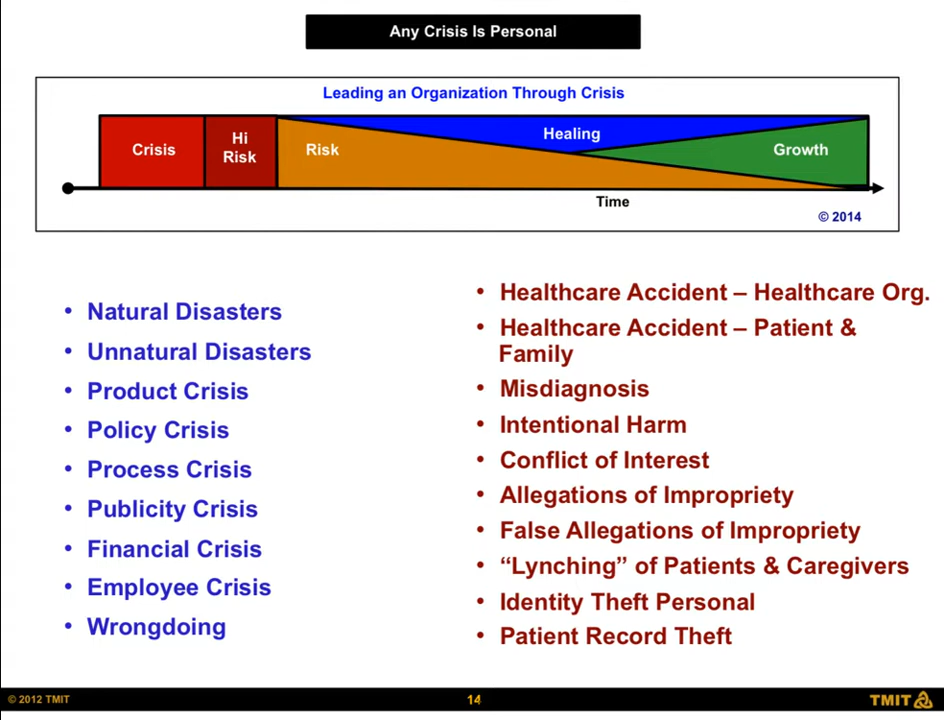 Any Crisis Is Personal
Leading an Organization Through Crisis
Crisis
Hi
Risk
Risk
Healing
Growth
Time
© 2014
• Natural Disasters
• Unnatural Disasters
• Product Crisis
• Policy Crisis
• Process Crisis
• Publicity Crisis
• Financial Crisis
• Employee Crisis
• Wrongdoing
• Healthcare Accident – Healthcare Org.
• Healthcare Accident – Patient &
Family
• Misdiagnosis
• Intentional Harm
• Conflict of Interest
• Allegations of Impropriety
• False Allegations of Impropriety
• “Lynching” of Patients & Caregivers
• Identity Theft Personal
• Patient Record Theft
© 2012 TMIT
14
TMIT